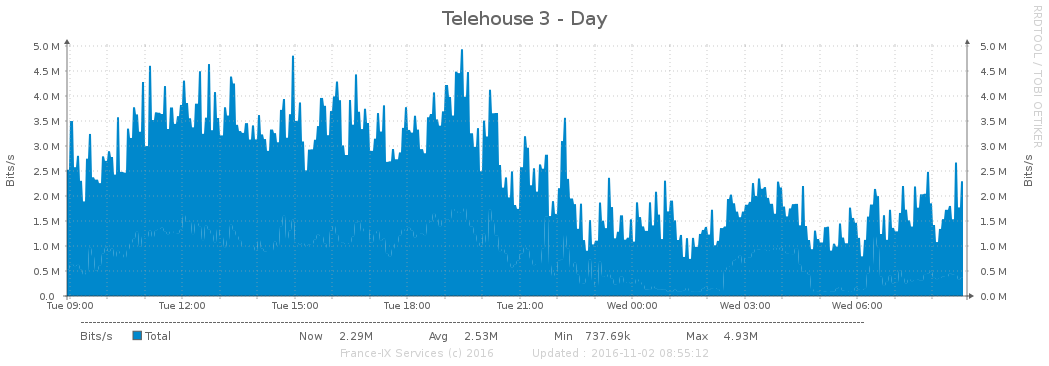 Telehouse 3 - Day
RRDTOOL / TOBI OETIKER
Bits/s
5.0 M
4.5 M
4.0 M
3.5 M
3.0 M
2.5 M
2.0 M
1.5 M
1.0 M
0.5 M
0.0
5.0 M
4.5 M
4.0 M
3.5 M
3.0 M
2.5 M
2.0 M
1.5 M
1.0 M
0.5 M
0.0 M
Bits/s
Tue 09:00 Tue 12:00 Tue 15:00 Tue 18:00 Tue 21:00 Wed 00:00 Wed 03:00 Wed 06:00
Bits/s Total Now 2.29M Avg 2.53M Min 737.69k Max 4.93M
France-IX Services (c) 2016 Updated : 2016-11-02 08:55:12